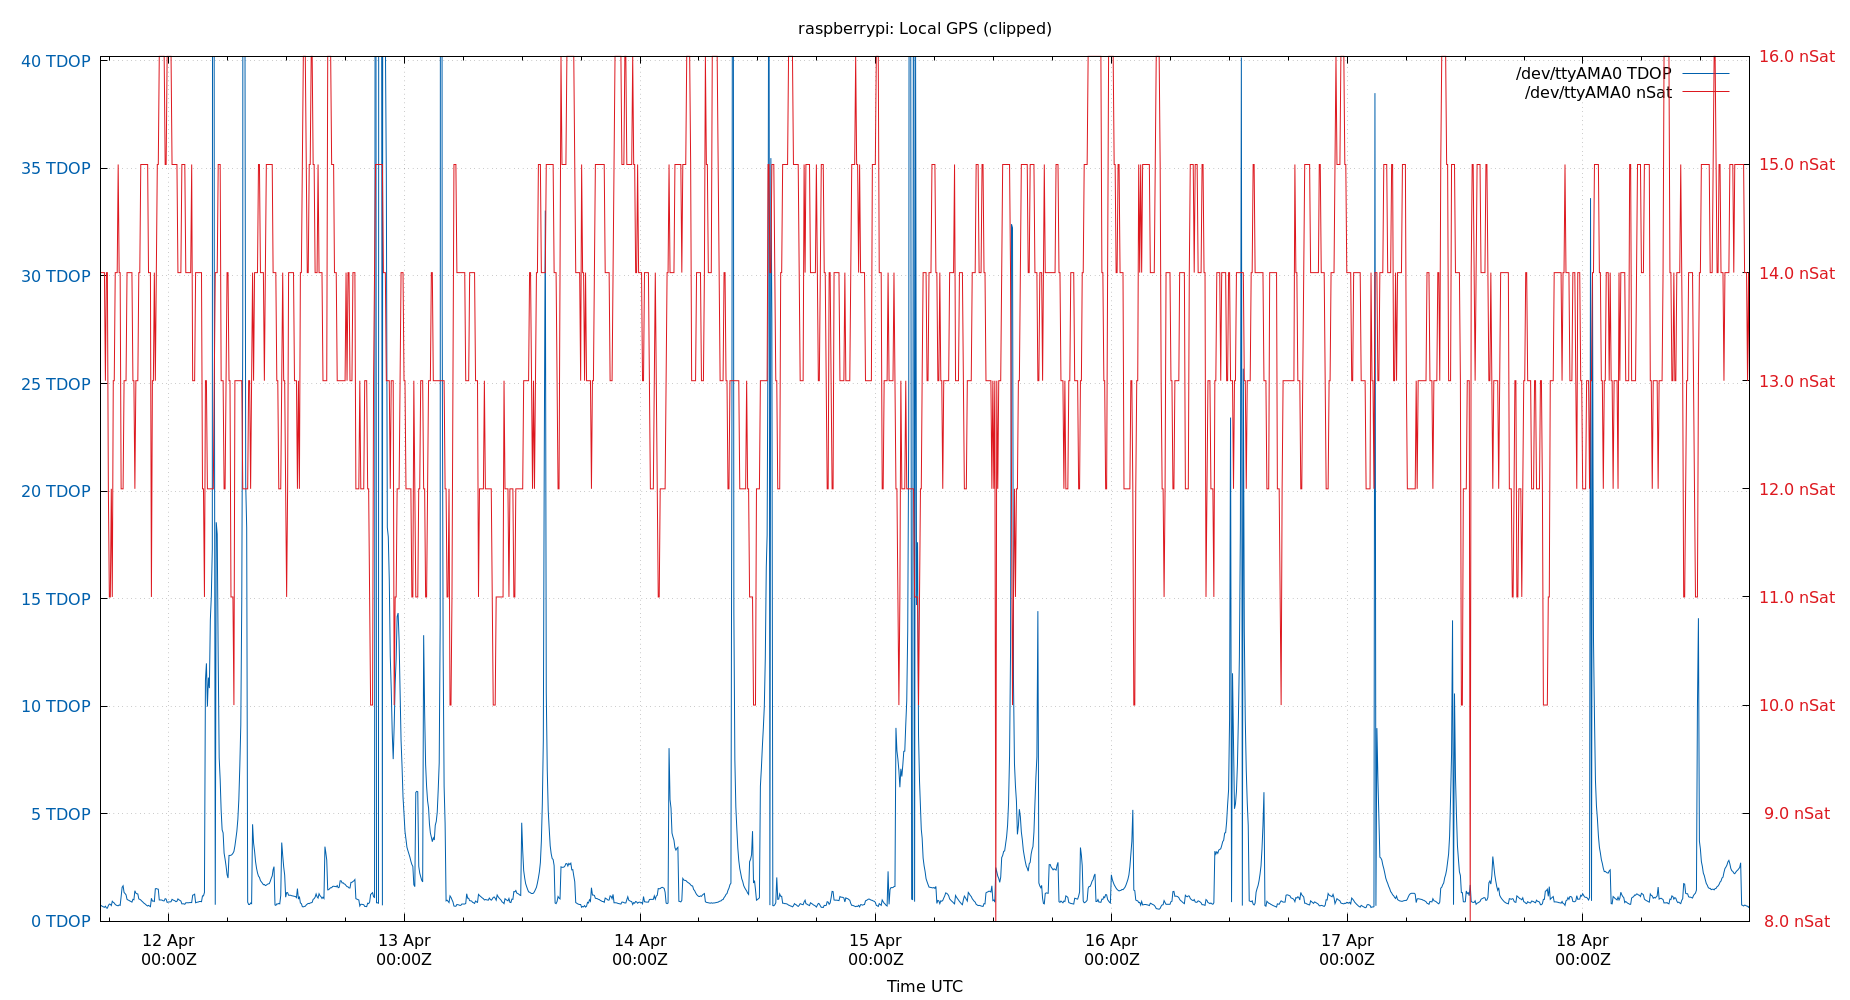 raspberrypi: Local GPS (clipped)
40 TDOP
35 TDOP
30 TDOP
25 TDOP
20 TDOP
15 TDOP
10 TDOP
5 TDOP
0 TDOP
16.0 nSat
15.0 nSat
14.0 nSat
13.0 nSat
12.0 nSat
11.0 nSat
10.0 nSat
9.0 nSat
8.0 nSat
/dev/ttyAMA0 TDOP
/dev/ttyAMA0 nSat
12 Apr
00:00Z
13 Apr
00:00Z
14 Apr
00:00Z
15 Apr
00:00Z
16 Apr
00:00Z
17 Apr
00:00Z
18 Apr
00:00Z
Time UTC